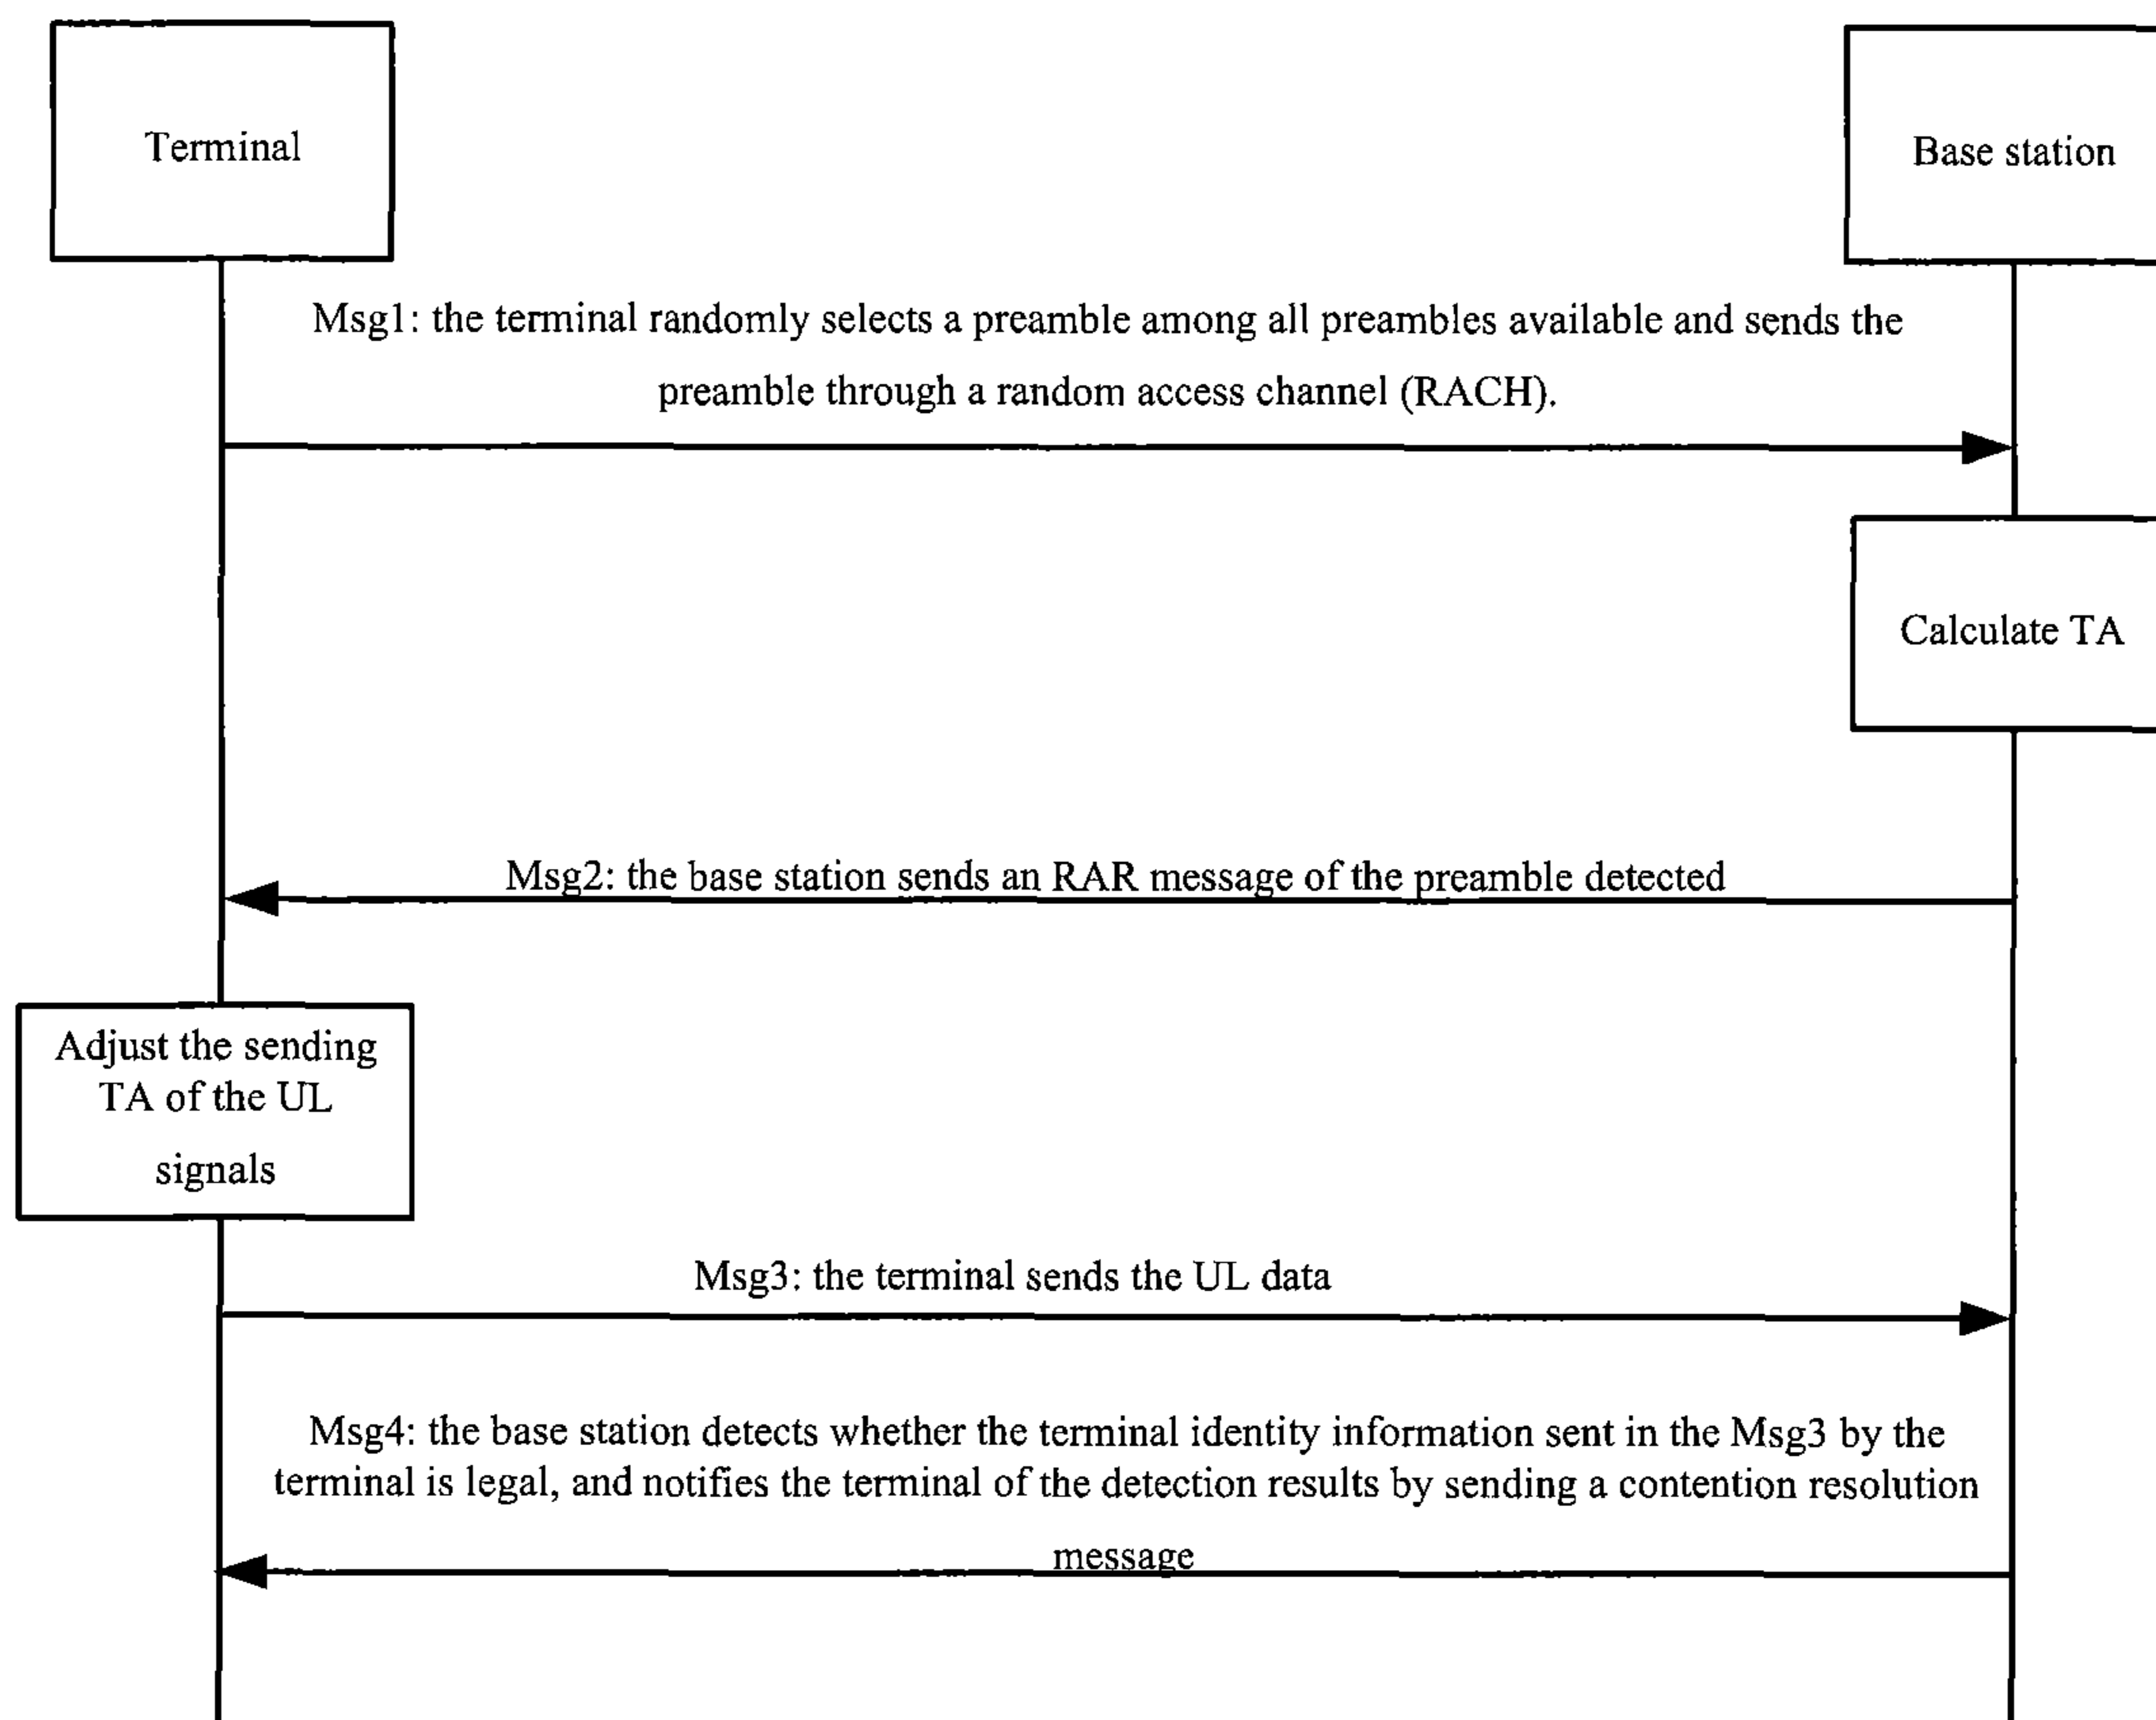 Terminal
Base station
Msg1: the terminal randomly selects a preamble among all preambles available and sends the
preamble through a random access channel (RACH).
Calculate TA
Msg2: the base station sends an RAR message of the preamble detected
Adjust the sending
TA of the UL
signals
Msg3: the terminal sends the UL data
Msg4: the base station detects whether the terminal identity information sent in the Msg3 by the
terminal is legal, and notifies the terminal of the detection results by sending a contention resolution
message